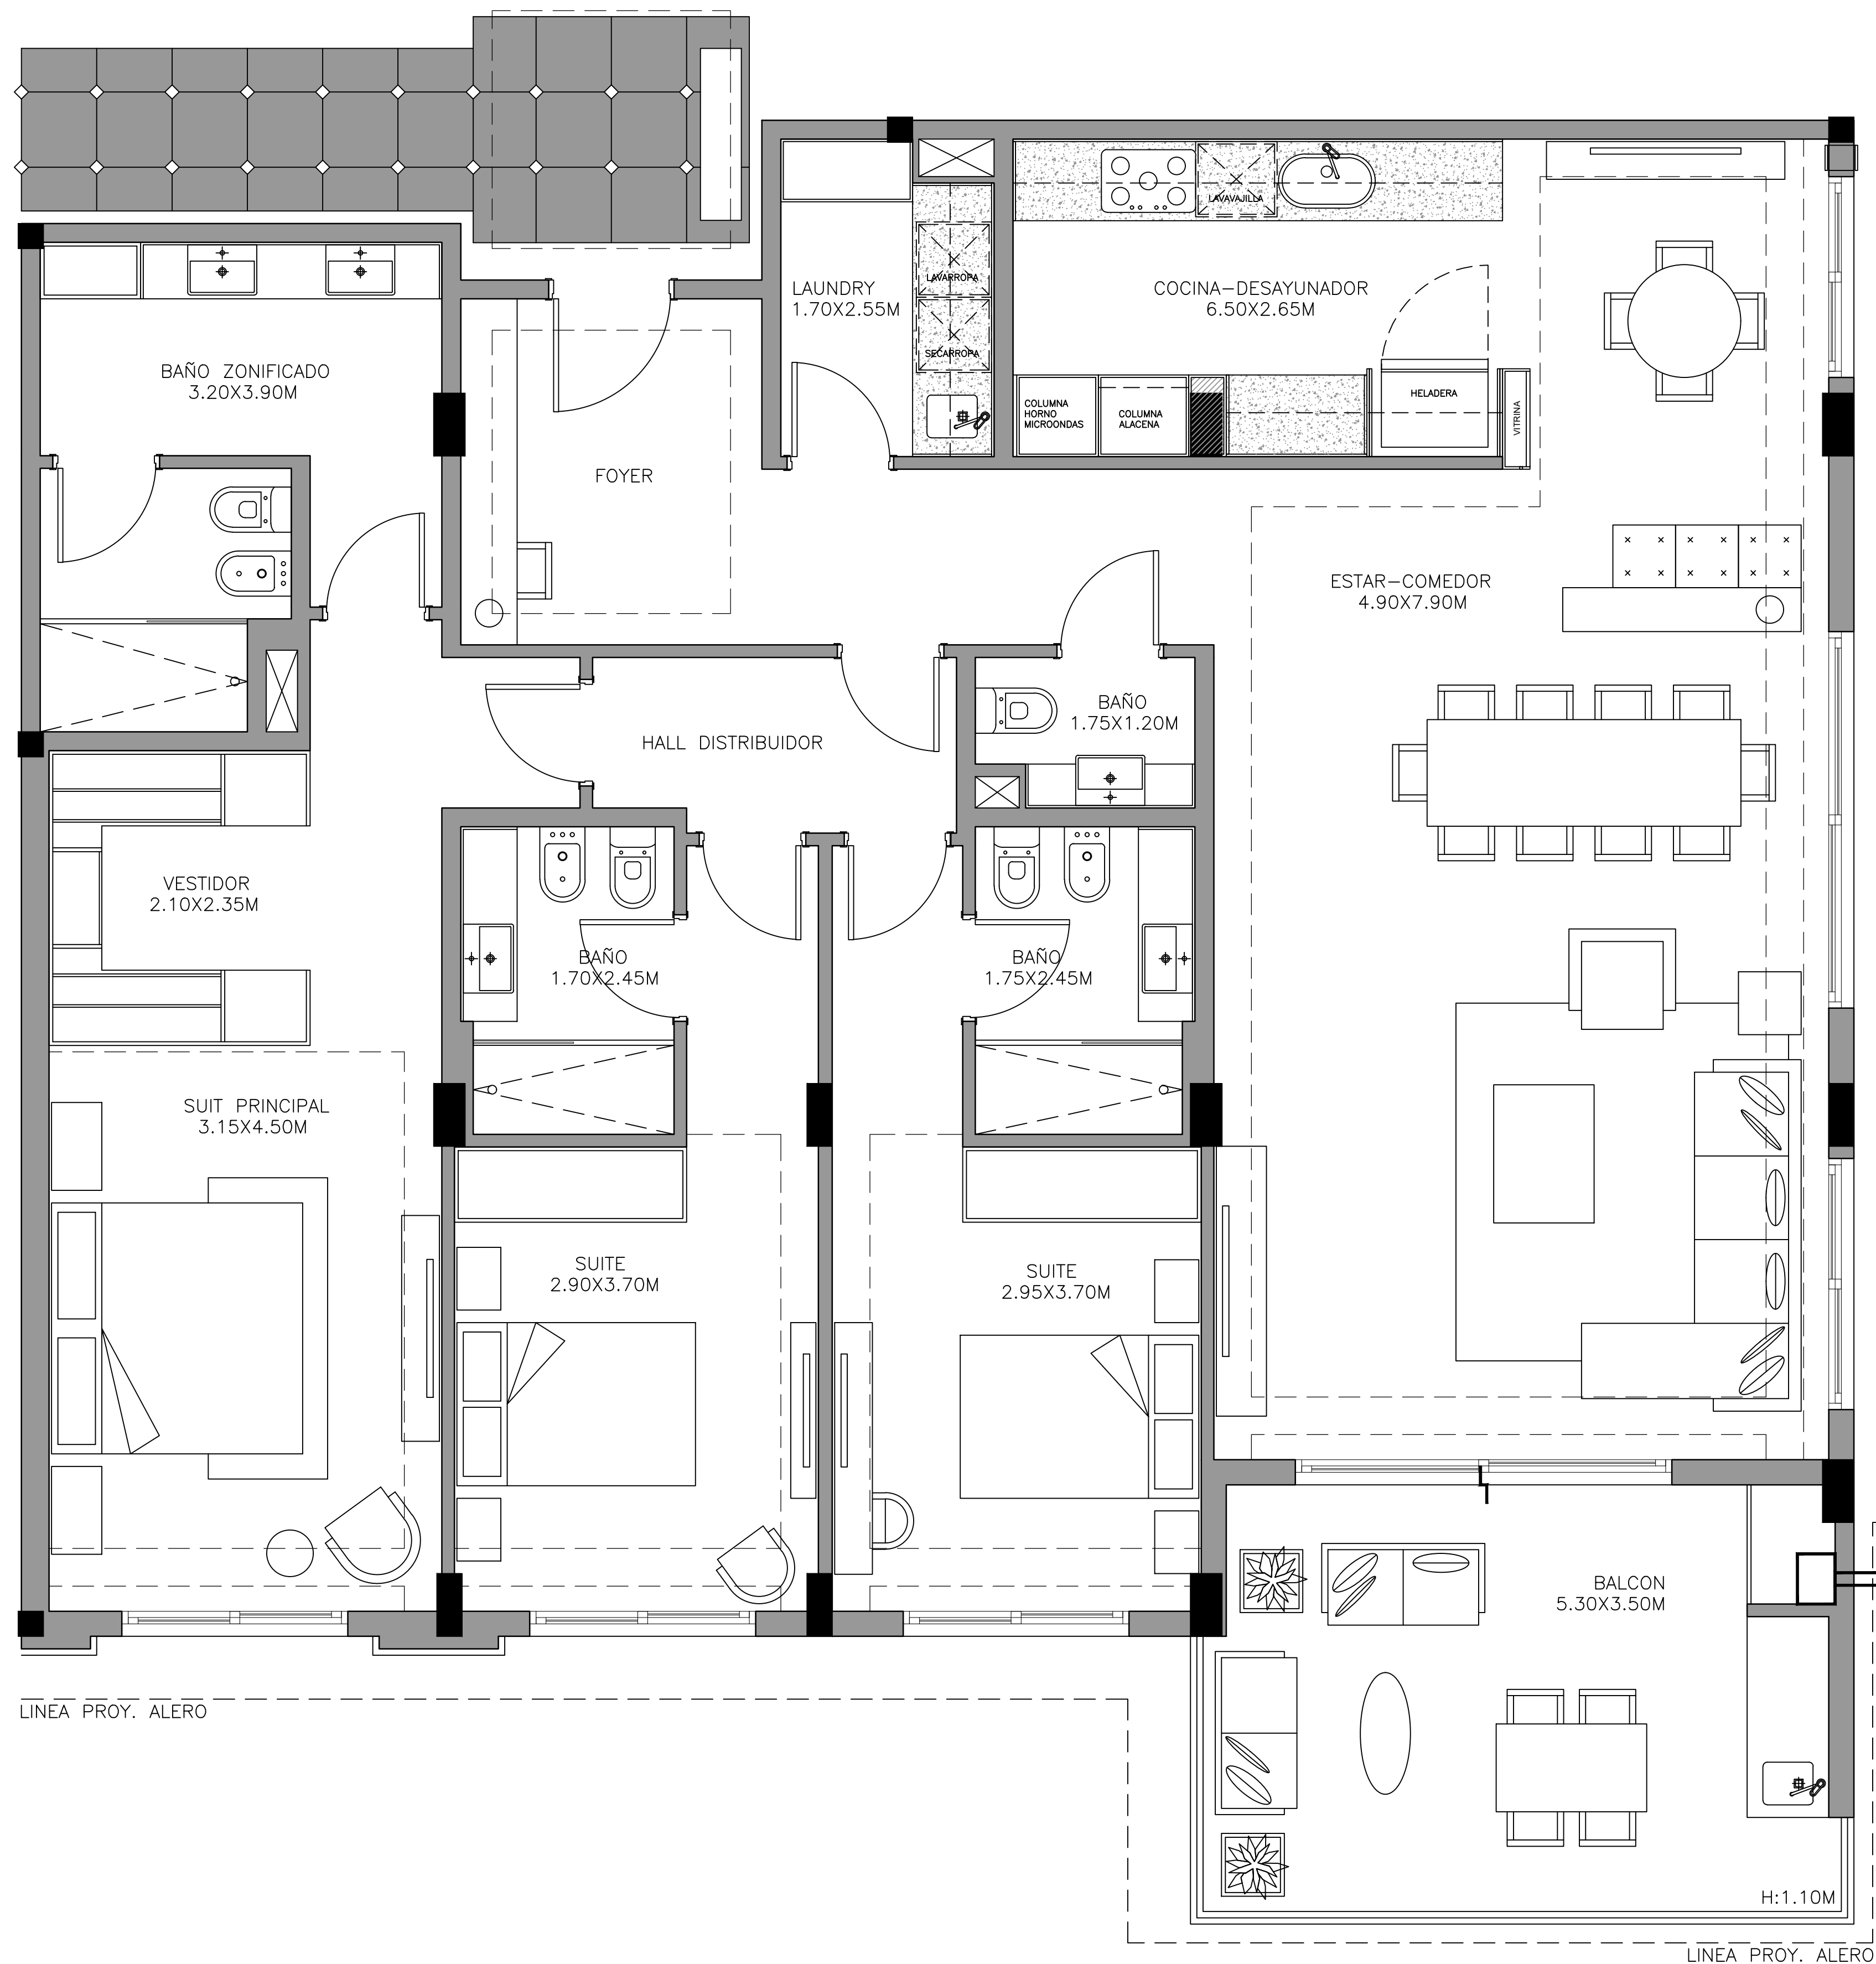 LAVAVAJILLA
LAUNDRY
1.70X2.55M
LAVARROPA
SECARROPA
COCINA-DESAYUNADOR
6.50X2.65M
COLUMNA
HORNO
MICROONDAS
COLUMNA
ALACENA
HELADERA
VITRINA
BAÑO ZONIFICADO
3.20X3.90M
FOYER
ESTAR-COMEDOR
4.90X7.90M
BAÑO
1.75X1.20M
HALL DISTRIBUIDOR
VESTIDOR
2.10X2.35M
BAÑO
1.70X2.45M
BAÑO
1.75X2.45M
SUIT PRINCIPAL
3.15X4.50M
SUITE
2.90X3.70M
SUITE
2.95X3.70M
BALCON
5.30X3.50M
LINEA PROY. ALERO
H:1.10M
LINEA PROY. ALERO